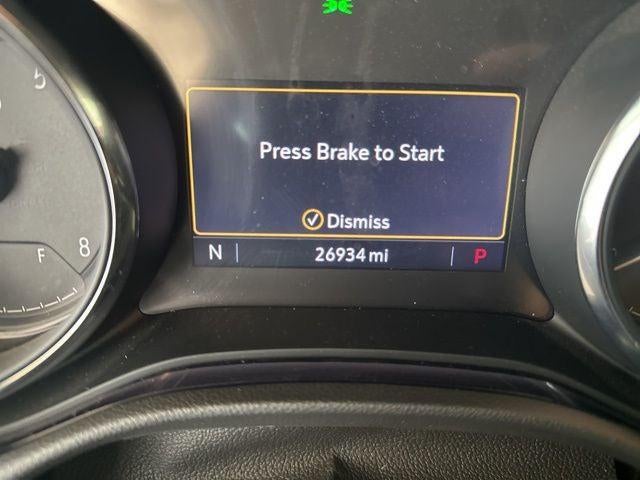 5
Press Brake to Start
Dismiss
N 26934 mi P
F 8